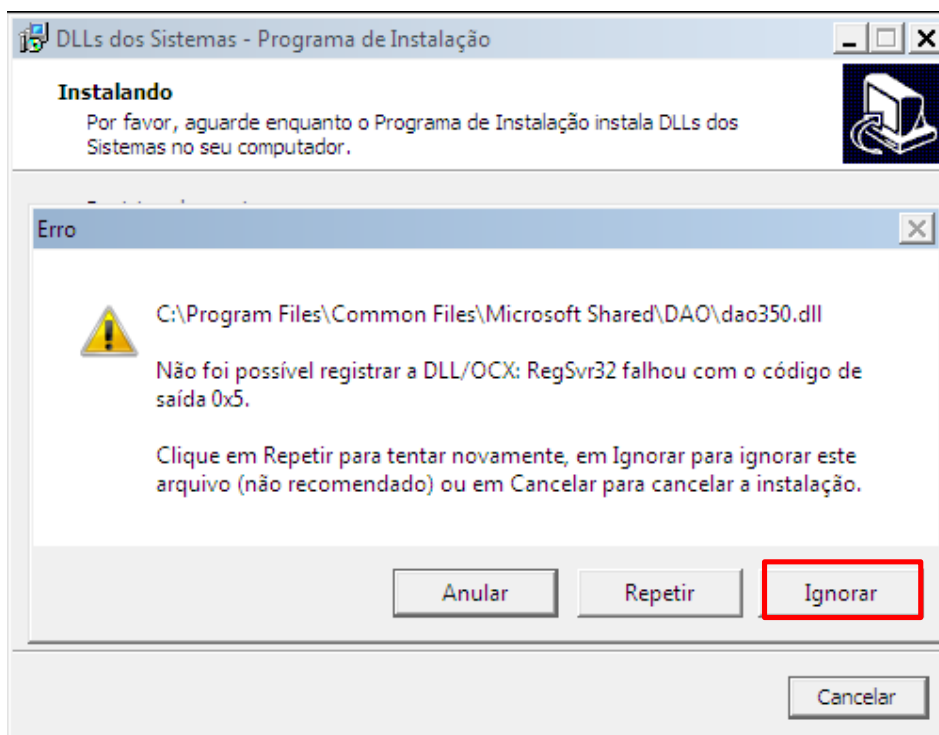 DLLs dos Sistemas - Programa de Instalação
Instalando
Por favor, aguarde enquanto o Programa de Instalação instala DLLs dos
Sistemas no seu computador.
Erro
C:\Program Files\Common Files\Microsoft Shared\DAO\dao350.dll
Não foi possível registrar a DLL/OCX: RegSvr32 falhou com o código de
saída 0x5.
Clique em Repetir para tentar novamente, em Ignorar para ignorar este
arquivo (não recomendado) ou em Cancelar para cancelar a instalação.
Anular
Repetir
Ignorar
Cancelar